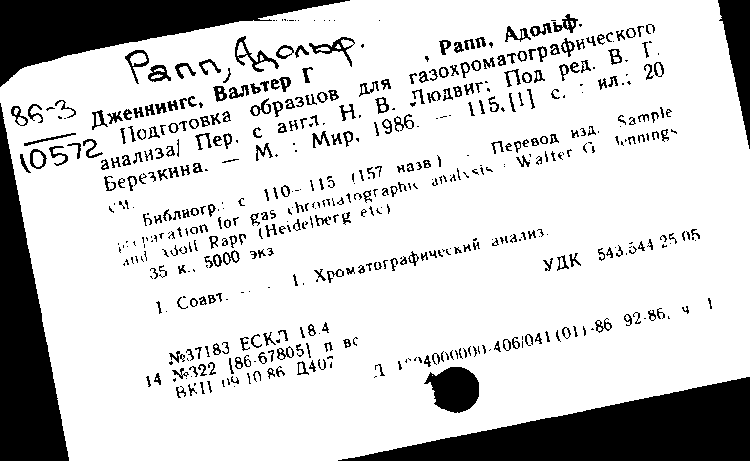 Рапп, Адольф.
86-3
10572
Дженнингс, Вальтер Г , Рапп, Адольф.
Подготовка образцов для газохроматографического
анализа/ Пер. с англ. Н. В. Людвиг; Под ред. В. Г.
Березкина. — М. : Мир, 1986. — 115,[1] с. : ил.; 20
см.
Библиогр.: с 110-115 (157 назв) . Перевод изд. Sample
preparation for gas chromatographic analysis / Walter G Jennings
and Adolf Rapp (Heidelberg etc)
35 к., 5000 экз
1. Соавт. — . 1. Хроматографический анализ.
УДК 543.544 25 05
№37183 ЕСКЛ 18.4
14 №322 [86-67805] п
ВКП 09 10 86 Д407
Л 4000000-406/041(01)-86 92-86, ч 1